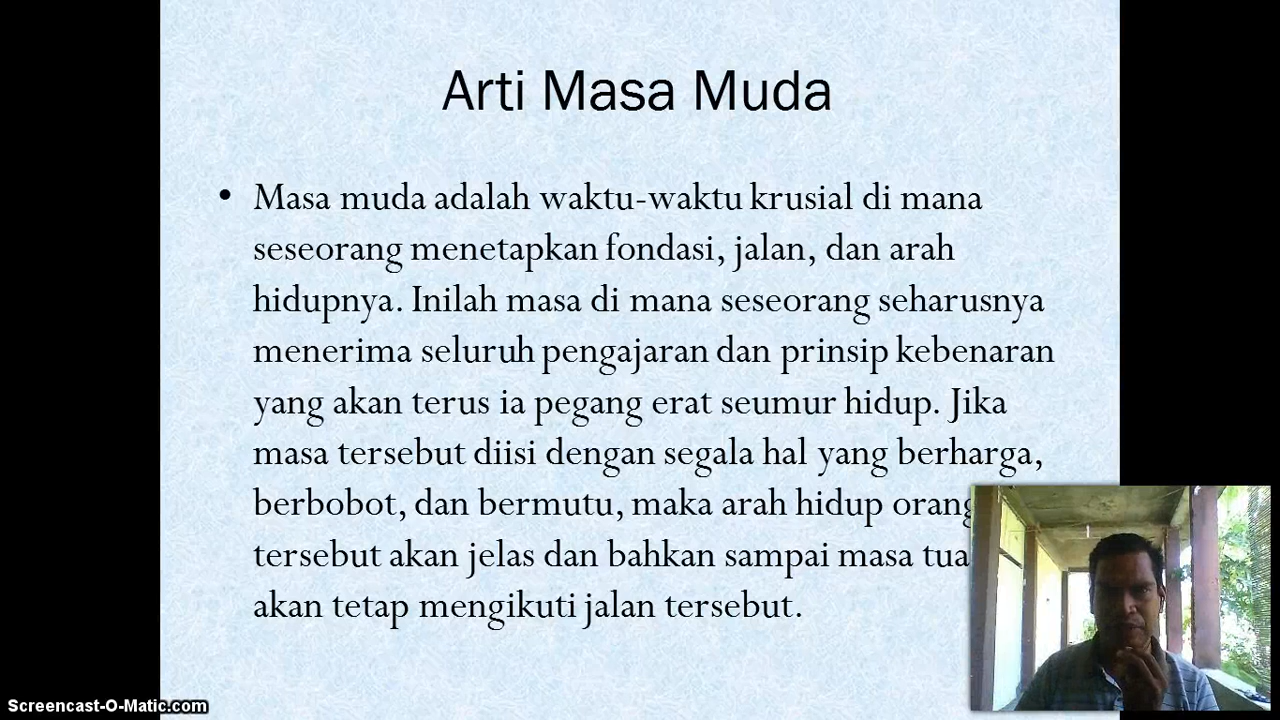 Arti Masa Muda
• Masa muda adalah waktu-waktu krusial di mana
seseorang menetapkan fondasi, jalan, dan arah
hidupnya. Inilah masa di mana seseorang seharusnya
menerima seluruh pengajaran dan prinsip kebenaran
yang akan terus ia pegang erat seumur hidup. Jika
masa tersebut diisi dengan segala hal yang berharga,
berbobot, dan bermutu, maka arah hidup orang
tersebut akan jelas dan bahkan sampai masa tua
akan tetap mengikuti jalan tersebut.
Screencast-O-Matic.com